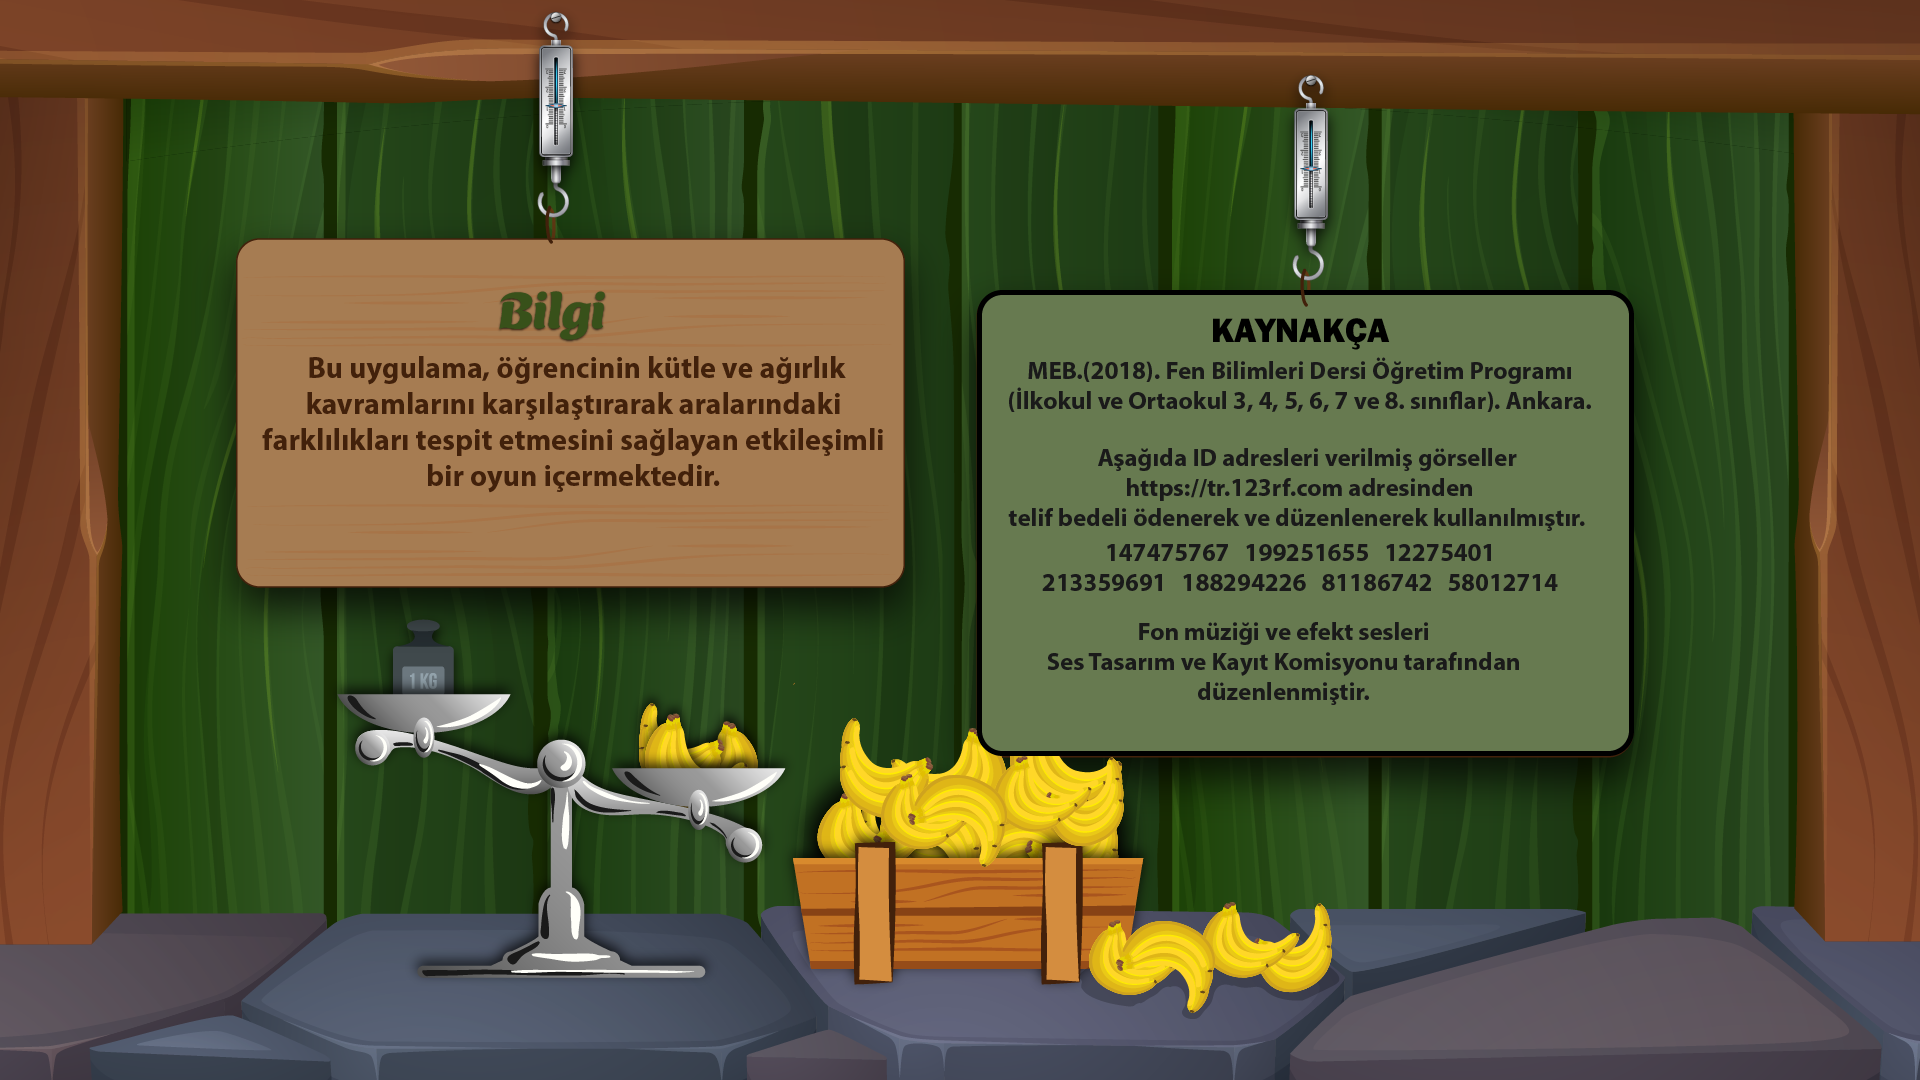 Bilgi
Bu uygulama, öğrencinin kütle ve ağırlık
kavramlarını karşılaştırarak aralarındaki
farklılıkları tespit etmesini sağlayan etkileşimli
bir oyun içermektedir.
KAYNAKÇA
MEB.(2018). Fen Bilimleri Dersi Öğretim Programı
(İlkokul ve Ortaokul 3, 4, 5, 6, 7 ve 8. sınıflar). Ankara.
Aşağıda ID adresleri verilmiş görseller
https://tr.123rf.com adresinden
telif bedeli ödenerek ve düzenlenerek kullanılmıştır.
147475767 199251655 12275401
213359691 188294226 81186742 58012714
Fon müziği ve efekt sesleri
Ses Tasarım ve Kayıt Komisyonu tarafından
düzenlenmiştir.
1 KG